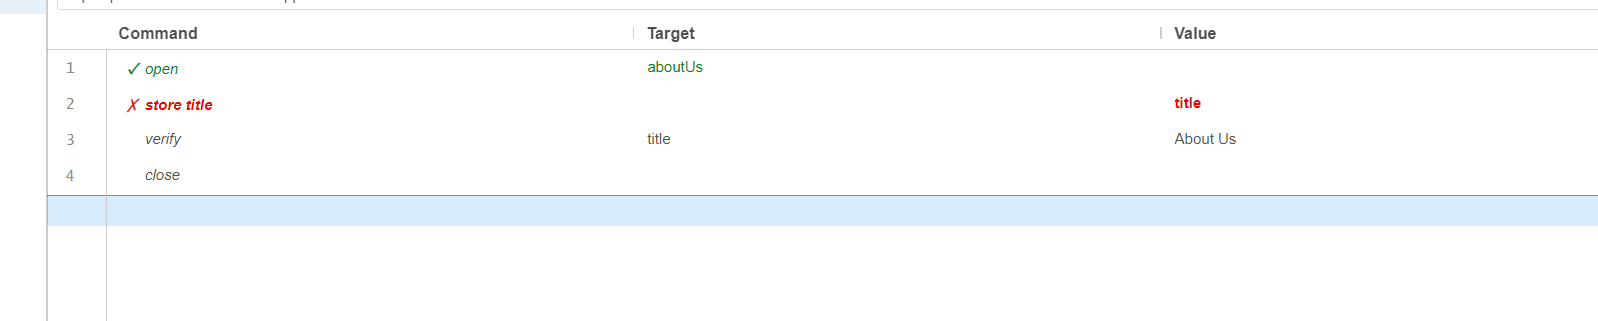 Command Target Value
1 ✓ open aboutUs
2 ✗ store title title
3 verify title About Us
4 close